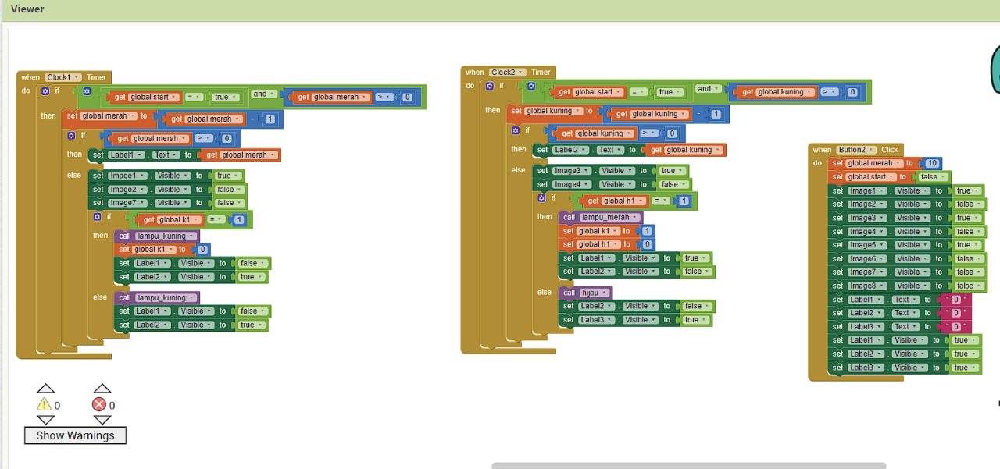 Viewer
when Clock1 .Timer
do if get global start = true and get global merah > 0
then set global merah to get global merah - 1
if get global merah > 0
then set Label1 . Text to get global merah
else set Image1 . Visible to true
set Image2 . Visible to false
set Image7 . Visible to false
if get global k1 = 1
then call lampu_kuning
set global k1 to 0
set Label1 . Visible to false
set Label2 . Visible to true
else call lampu_kuning
set Label1 . Visible to false
set Label2 . Visible to true
0 0
Show Warnings
when Clock2 .Timer
do if get global start = true and get global kuning > 0
then set global kuning to get global kuning - 1
if get global kuning > 0
then set Label2 . Text to get global kuning
else set Image3 . Visible to true
set Image4 . Visible to false
if get global h1 = 1
then call lampu_merah
set global k1 to 1
set global h1 to 0
set Label1 . Visible to true
set Label2 . Visible to false
else call hijau
set Label2 . Visible to false
set Label3 . Visible to true
when Button2 .Click
do set global merah to 10
set global start to false
set Image1 . Visible to true
set Image2 . Visible to false
set Image3 . Visible to true
set Image4 . Visible to false
set Image5 . Visible to true
set Image6 . Visible to false
set Image7 . Visible to false
set Image8 . Visible to false
set Label1 . Text to " 0 "
set Label2 . Text to " 0 "
set Label3 . Text to " 0 "
set Label1 . Visible to true
set Label2 . Visible to true
set Label3 . Visible to true